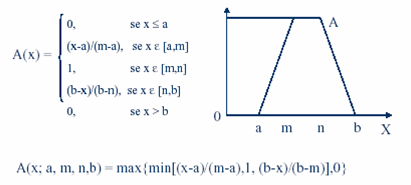 0, se x ≤ a
(x-a)/(m-a), se x ε [a,m]
A(x) = 1, se x ε [m,n]
(b-x)/(b-n), se x ε [n,b]
0, se x > b
A
0
a m n b X
A(x; a, m, n,b) = max{min[(x-a)/(m-a),1, (b-x)/(b-m)],0}